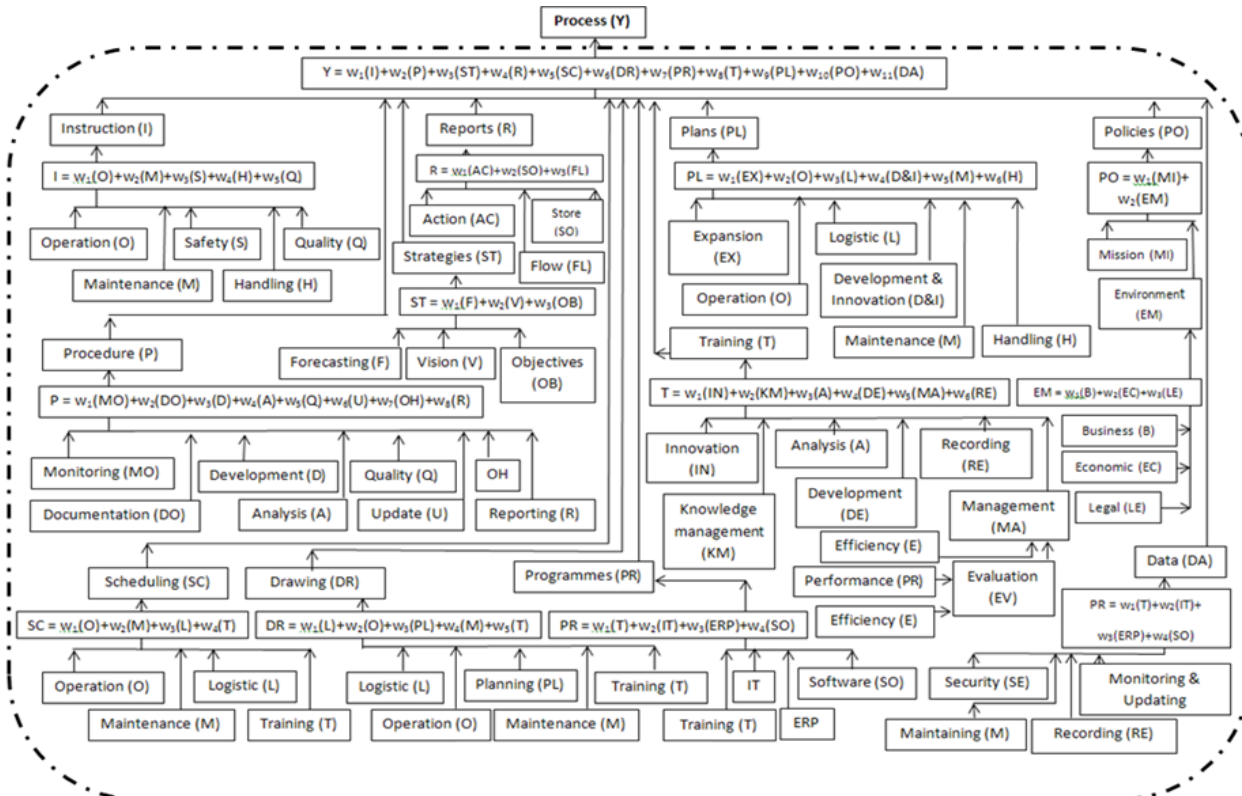 Process (Y)
Y = w₁(I)+w₂(P)+w₃(ST)+w₄(R)+w₅(SC)+w₆(DR)+w₇(PR)+w₈(T)+w₉(PL)+w₁₀(PO)+w₁₁(DA)
Instruction (I)
I = w₁(O)+w₂(M)+w₃(S)+w₄(H)+w₅(Q)
Operation (O)
Safety (S)
Quality (Q)
Maintenance (M)
Handling (H)
Reports (R)
R = w₁(AC)+w₂(SO)+w₃(FL)
Action (AC)
Store
(SO)
Flow (FL)
Strategies (ST)
ST = w₁(F)+w₂(V)+w₃(OB)
Forecasting (F)
Vision (V)
Objectives
(OB)
Procedure (P)
P = w₁(MO)+w₂(DO)+w₃(D)+w₄(A)+w₅(Q)+w₆(U)+w₇(OH)+w₈(R)
Monitoring (MO)
Development (D)
Quality (Q)
OH
Documentation (DO)
Analysis (A)
Update (U)
Reporting (R)
Plans (PL)
PL = w₁(EX)+w₂(O)+w₃(L)+w₄(D&I)+w₅(M)+w₆(H)
Expansion
(EX)
Logistic (L)
Operation (O)
Development &
Innovation (D&I)
Maintenance (M)
Handling (H)
Policies (PO)
PO = w₁(MI)+
w₂(EM)
Mission (MI)
Environment
(EM)
EM = w₁(B)+w₂(EC)+w₃(LE)
Business (B)
Economic (EC)
Legal (LE)
Training (T)
T = w₁(IN)+w₂(KM)+w₃(A)+w₄(DE)+w₅(MA)+w₆(RE)
Innovation
(IN)
Analysis (A)
Recording
(RE)
Knowledge
management
(KM)
Development
(DE)
Management
(MA)
Efficiency (E)
Performance (PR)
Evaluation
(EV)
Efficiency (E)
Scheduling (SC)
SC = w₁(O)+w₂(M)+w₃(L)+w₄(T)
Operation (O)
Logistic (L)
Maintenance (M)
Training (T)
Drawing (DR)
DR = w₁(L)+w₂(O)+w₃(PL)+w₄(M)+w₅(T)
Logistic (L)
Planning (PL)
Training (T)
Operation (O)
Maintenance (M)
Programmes (PR)
PR = w₁(T)+w₂(IT)+w₃(ERP)+w₄(SO)
IT
Software (SO)
Training (T)
ERP
Data (DA)
PR = w₁(T)+w₂(IT)+
w₃(ERP)+w₄(SO)
Security (SE)
Monitoring &
Updating
Maintaining (M)
Recording (RE)